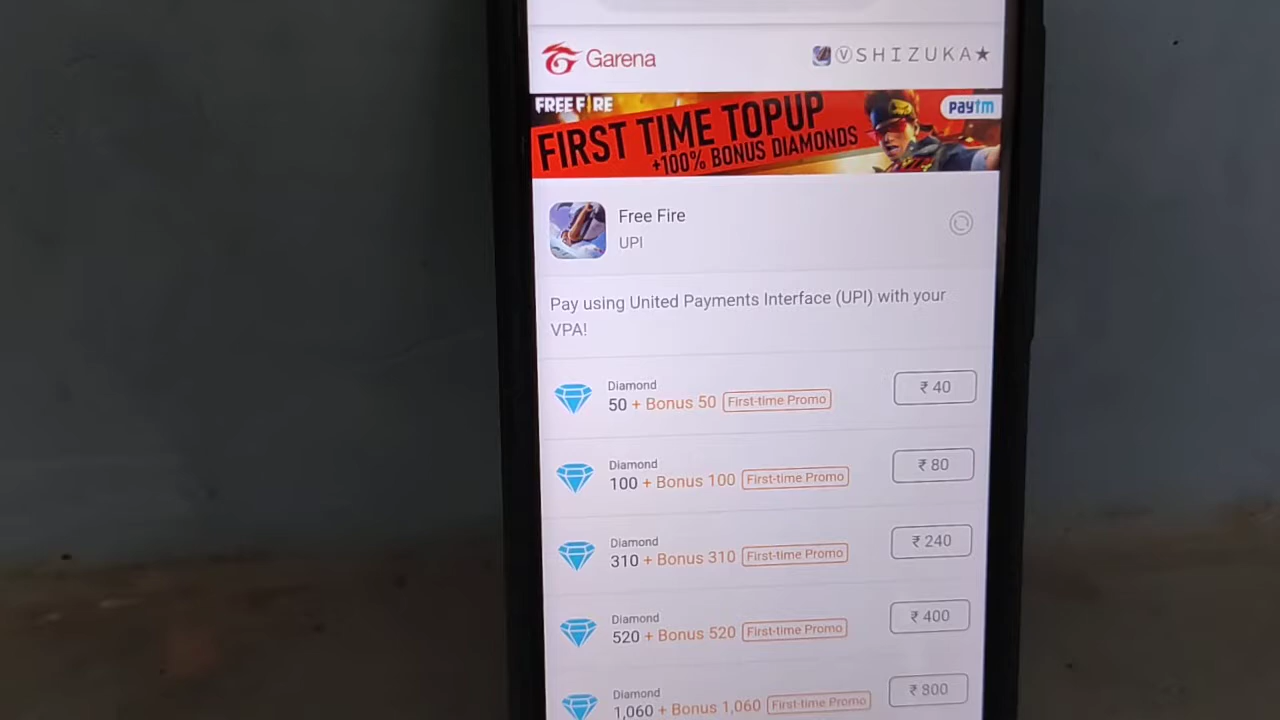 Garena
ⓋSHIZUKA★
FREE FIRE
FIRST TIME TOPUP
+100% BONUS DIAMONDS
paytm
Free Fire
UPI
Pay using United Payments Interface (UPI) with your
VPA!
Diamond
50 + Bonus 50 First-time Promo
₹ 40
Diamond
100 + Bonus 100 First-time Promo
₹ 80
Diamond
310 + Bonus 310 First-time Promo
₹ 240
Diamond
520 + Bonus 520 First-time Promo
₹ 400
Diamond
1,060 + Bonus 1,060 First-time Promo
₹ 800